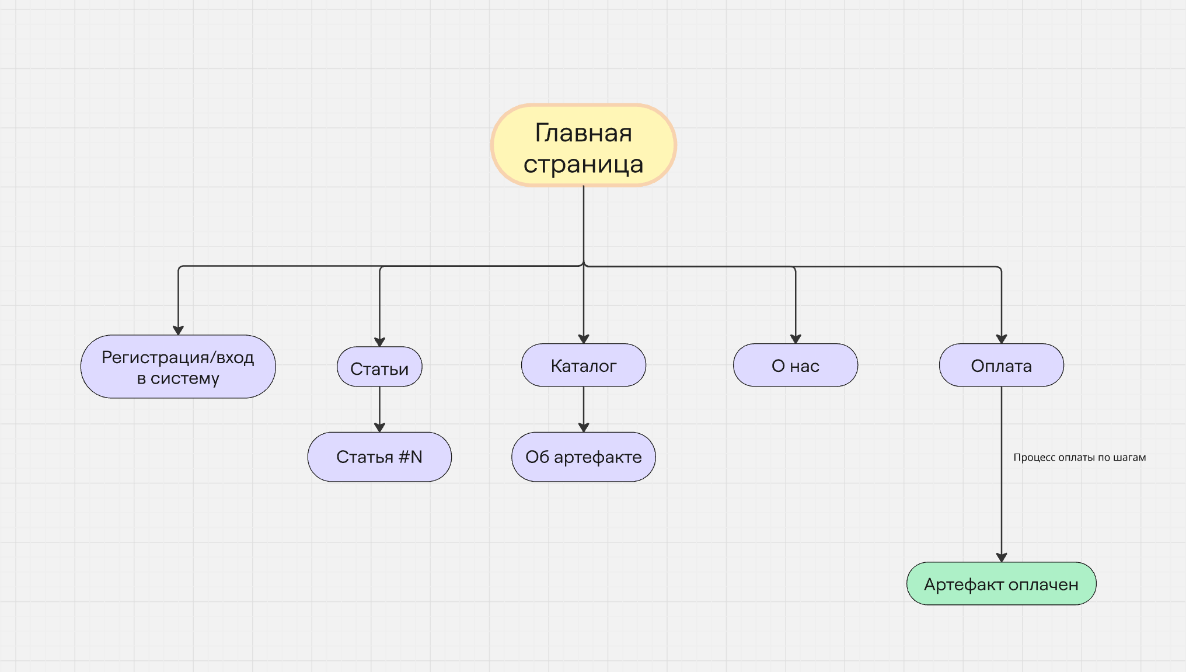 Главная
страница
Регистрация/вход
в систему
Статьи
Каталог
О нас
Оплата
Статья #N
Об артефакте
Процесс оплаты по шагам
Артефакт оплачен